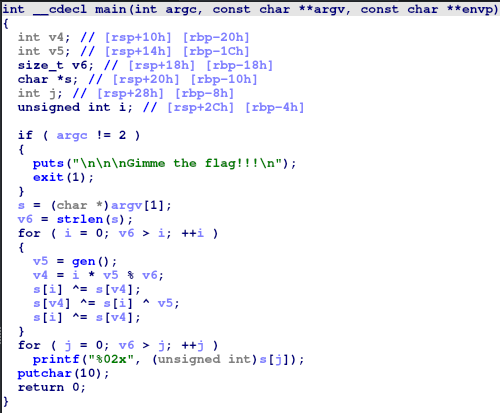 int __cdecl main(int argc, const char **argv, const char **envp)
{
int v4; // [rsp+10h] [rbp-20h]
int v5; // [rsp+14h] [rbp-1Ch]
size_t v6; // [rsp+18h] [rbp-18h]
char *s; // [rsp+20h] [rbp-10h]
int j; // [rsp+28h] [rbp-8h]
unsigned int i; // [rsp+2Ch] [rbp-4h]
if ( argc != 2 )
{
puts("\n\n\nGimme the flag!!!\n");
exit(1);
}
s = (char *)argv[1];
v6 = strlen(s);
for ( i = 0; v6 > i; ++i )
{
v5 = gen();
v4 = i * v5 % v6;
s[i] ^= s[v4];
s[v4] ^= s[i] ^ v5;
s[i] ^= s[v4];
}
for ( j = 0; v6 > j; ++j )
printf("%02x", (unsigned int)s[j]);
putchar(10);
return 0;
}